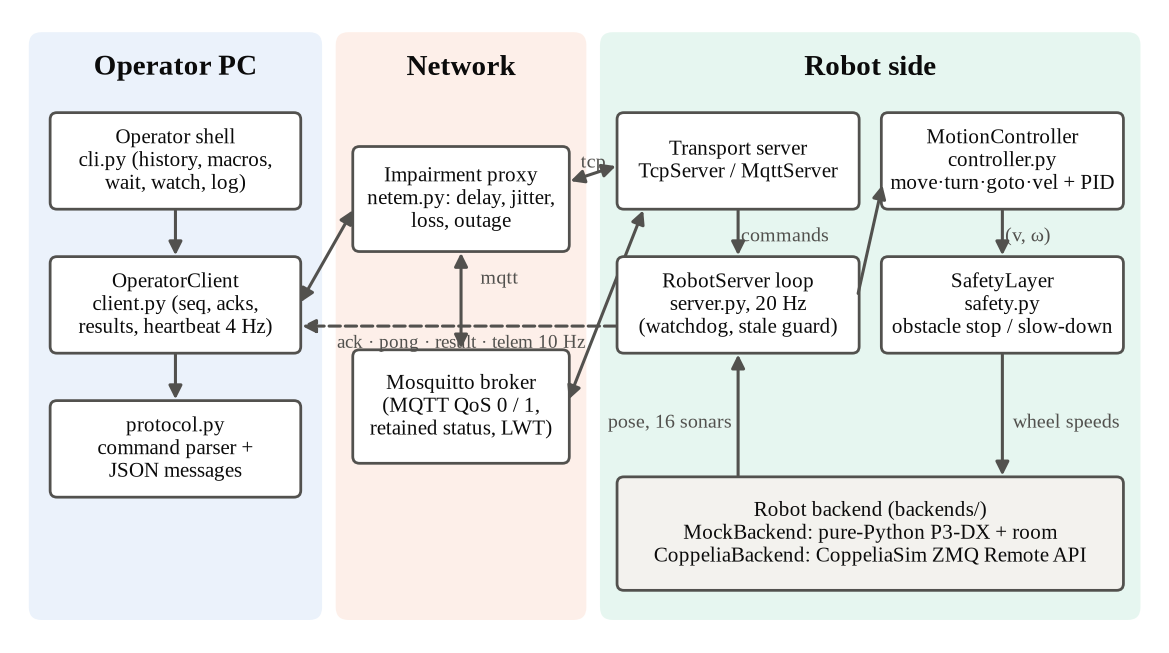 Operator PC
Operator shell
cli.py (history, macros,
wait, watch, log)
OperatorClient
client.py (seq, acks,
results, heartbeat 4 Hz)
protocol.py
command parser +
JSON messages
Network
Impairment proxy
netem.py: delay, jitter,
loss, outage
mqtt
ack · pong · result · telem 10 Hz
Mosquitto broker
(MQTT QoS 0 / 1,
retained status, LWT)
tcp
Robot side
Transport server
TcpServer / MqttServer
commands
RobotServer loop
server.py, 20 Hz
(watchdog, stale guard)
pose, 16 sonars
MotionController
controller.py
move·turn·goto·vel + PID
(v, ω)
SafetyLayer
safety.py
obstacle stop / slow-down
wheel speeds
Robot backend (backends/)
MockBackend: pure-Python P3-DX + room
CoppeliaBackend: CoppeliaSim ZMQ Remote API